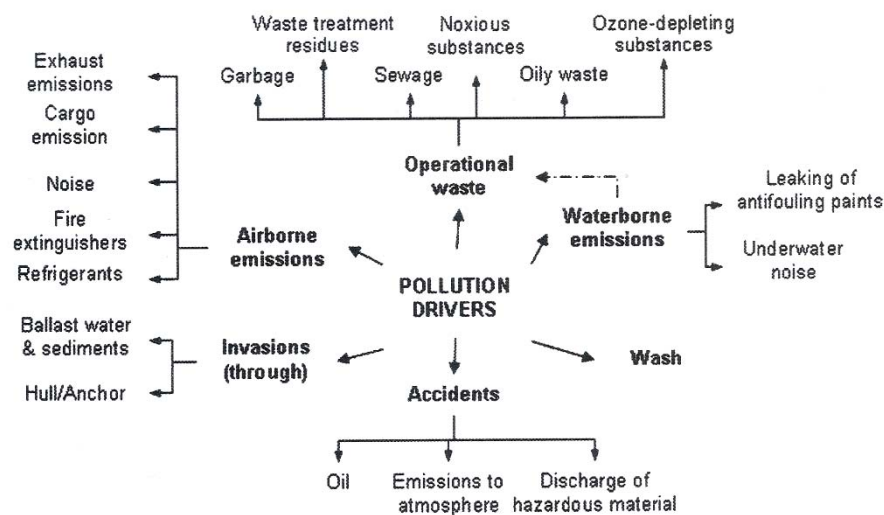 Waste treatment
residues
Noxious
substances
Ozone-depleting
substances
Garbage
Sewage
Oily waste
Exhaust
emissions
Cargo
emission
Noise
Fire
extinguishers
Refrigerants
Operational
waste
Airborne
emissions
Waterborne
emissions
Leaking of
antifouling paints
Underwater
noise
POLLUTION
DRIVERS
Ballast water
& sediments
Hull/Anchor
Invasions
(through)
Accidents
Wash
Oil
Emissions to
atmosphere
Discharge of
hazardous material